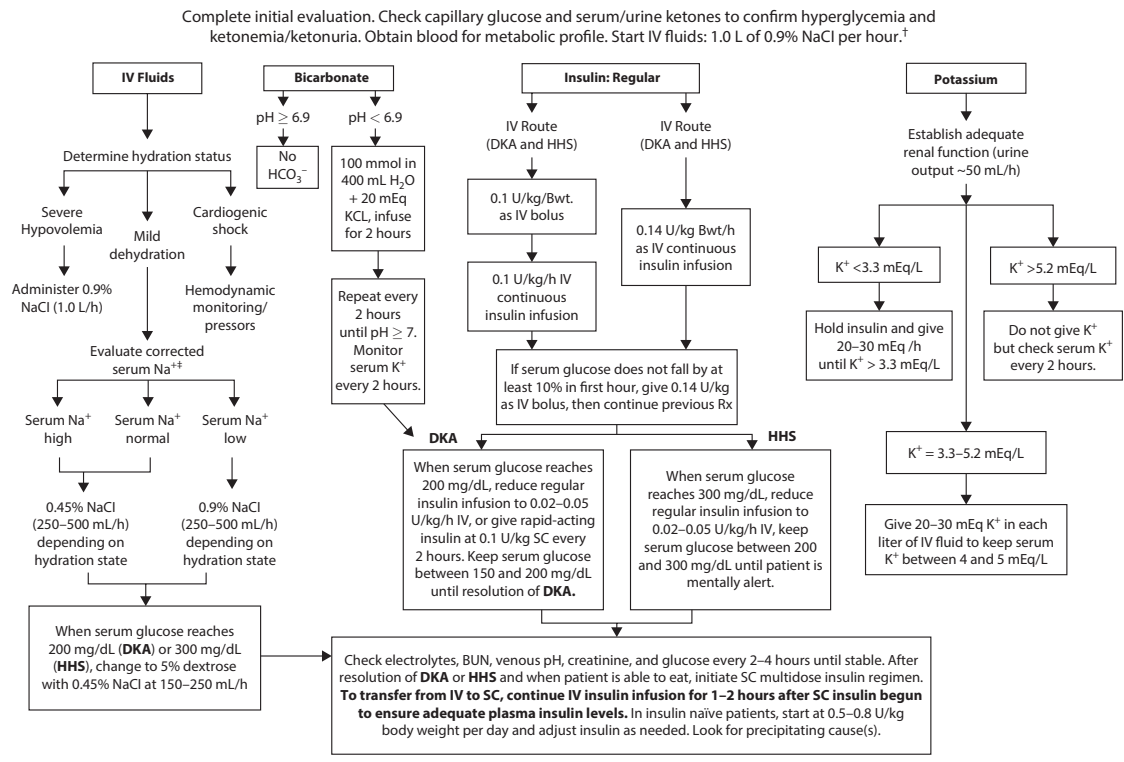 Complete initial evaluation. Check capillary glucose and serum/urine ketones to confirm hyperglycemia and
ketonemia/ketonuria. Obtain blood for metabolic profile. Start IV fluids: 1.0 L of 0.9% NaCl per hour.†
IV Fluids
Determine hydration status
Severe
Hypovolemia
Administer 0.9%
NaCl (1.0 L/h)
Mild
dehydration
Cardiogenic
shock
Hemodynamic
monitoring/
pressors
Evaluate corrected
serum Na+‡
Serum Na+
high
Serum Na+
normal
Serum Na+
low
0.45% NaCl
(250–500 mL/h)
depending on
hydration state
0.9% NaCl
(250–500 mL/h)
depending on
hydration state
When serum glucose reaches
200 mg/dL (DKA) or 300 mg/dL
(HHS), change to 5% dextrose
with 0.45% NaCl at 150–250 mL/h
Bicarbonate
pH ≥ 6.9
No
HCO3−
pH < 6.9
100 mmol in
400 mL H2O
+ 20 mEq
KCL, infuse
for 2 hours
Repeat every
2 hours
until pH ≥ 7.
Monitor
serum K+
every 2 hours.
Insulin: Regular
IV Route
(DKA and HHS)
0.1 U/kg/Bwt.
as IV bolus
0.1 U/kg/h IV
continuous
insulin infusion
IV Route
(DKA and HHS)
0.14 U/kg Bwt/h
as IV continuous
insulin infusion
If serum glucose does not fall by at
least 10% in first hour, give 0.14 U/kg
as IV bolus, then continue previous Rx
DKA
When serum glucose reaches
200 mg/dL, reduce regular
insulin infusion to 0.02–0.05
U/kg/h IV, or give rapid-acting
insulin at 0.1 U/kg SC every
2 hours. Keep serum glucose
between 150 and 200 mg/dL
until resolution of DKA.
HHS
When serum glucose
reaches 300 mg/dL, reduce
regular insulin infusion to
0.02–0.05 U/kg/h IV, keep
serum glucose between 200
and 300 mg/dL until patient is
mentally alert.
Potassium
Establish adequate
renal function (urine
output ~50 mL/h)
K+ <3.3 mEq/L
Hold insulin and give
20–30 mEq /h
until K+ > 3.3 mEq/L
K+ >5.2 mEq/L
Do not give K+
but check serum K+
every 2 hours.
K+ = 3.3–5.2 mEq/L
Give 20–30 mEq K+ in each
liter of IV fluid to keep serum
K+ between 4 and 5 mEq/L
Check electrolytes, BUN, venous pH, creatinine, and glucose every 2–4 hours until stable. After
resolution of DKA or HHS and when patient is able to eat, initiate SC multidose insulin regimen.
To transfer from IV to SC, continue IV insulin infusion for 1–2 hours after SC insulin begun
to ensure adequate plasma insulin levels. In insulin naïve patients, start at 0.5–0.8 U/kg
body weight per day and adjust insulin as needed. Look for precipitating cause(s).